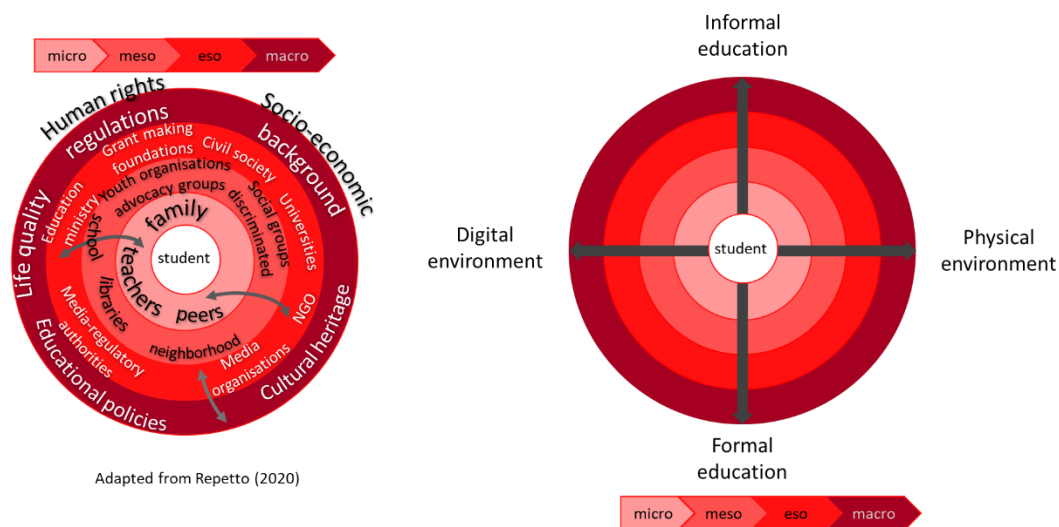 micro meso eso macro
Human rights
regulations
Socio-economic
background
Life quality
Educational policies
Cultural heritage
Grant making
foundations
Civil society
Education
ministry
Universities
NGO
Media-regulatory
authorities
Media
organisations
Youth organisations
advocacy groups
Social groups
discriminated
school
libraries
neighborhood
family
teachers
peers
student
Adapted from Repetto (2020)
Informal
education
Digital
environment
student
Physical
environment
Formal
education
micro meso eso macro